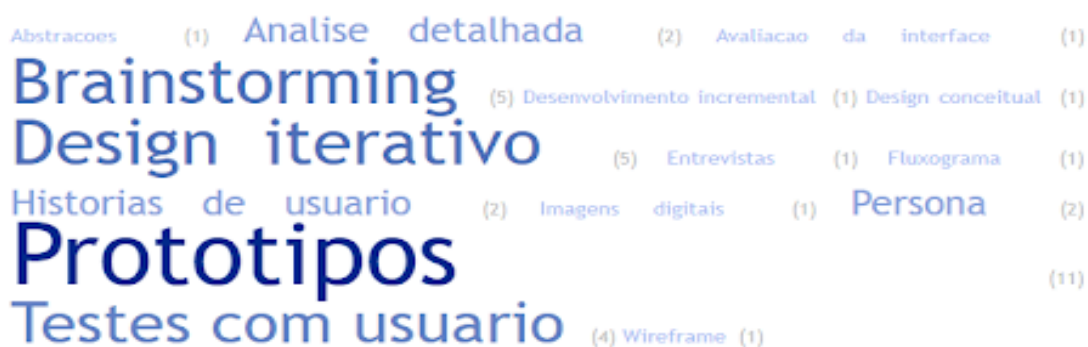 Abstracoes (1) Analise detalhada (2) Avaliacao da interface (1)
Brainstorming (5) Desenvolvimento incremental (1) Design conceitual (1)
Design iterativo (5) Entrevistas (1) Fluxograma (1)
Historias de usuario (2) Imagens digitais (1) Persona (2)
Prototipos (11)
Testes com usuario (4) Wireframe (1)